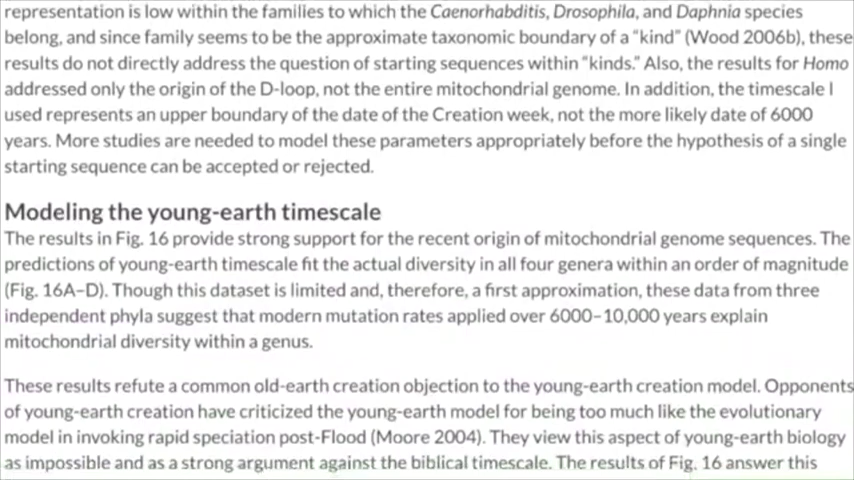 representation is low within the families to which the Caenorhabditis, Drosophila, and Daphnia species
belong, and since family seems to be the approximate taxonomic boundary of a “kind” (Wood 2006b), these
results do not directly address the question of starting sequences within “kinds.” Also, the results for Homo
addressed only the origin of the D-loop, not the entire mitochondrial genome. In addition, the timescale I
used represents an upper boundary of the date of the Creation week, not the more likely date of 6000
years. More studies are needed to model these parameters appropriately before the hypothesis of a single
starting sequence can be accepted or rejected.
Modeling the young-earth timescale
The results in Fig. 16 provide strong support for the recent origin of mitochondrial genome sequences. The
predictions of young-earth timescale fit the actual diversity in all four genera within an order of magnitude
(Fig. 16A–D). Though this dataset is limited and, therefore, a first approximation, these data from three
independent phyla suggest that modern mutation rates applied over 6000–10,000 years explain
mitochondrial diversity within a genus.
These results refute a common old-earth creation objection to the young-earth creation model. Opponents
of young-earth creation have criticized the young-earth model for being too much like the evolutionary
model in invoking rapid speciation post-Flood (Moore 2004). They view this aspect of young-earth biology
as impossible and as a strong argument against the biblical timescale. The results of Fig. 16 answer this